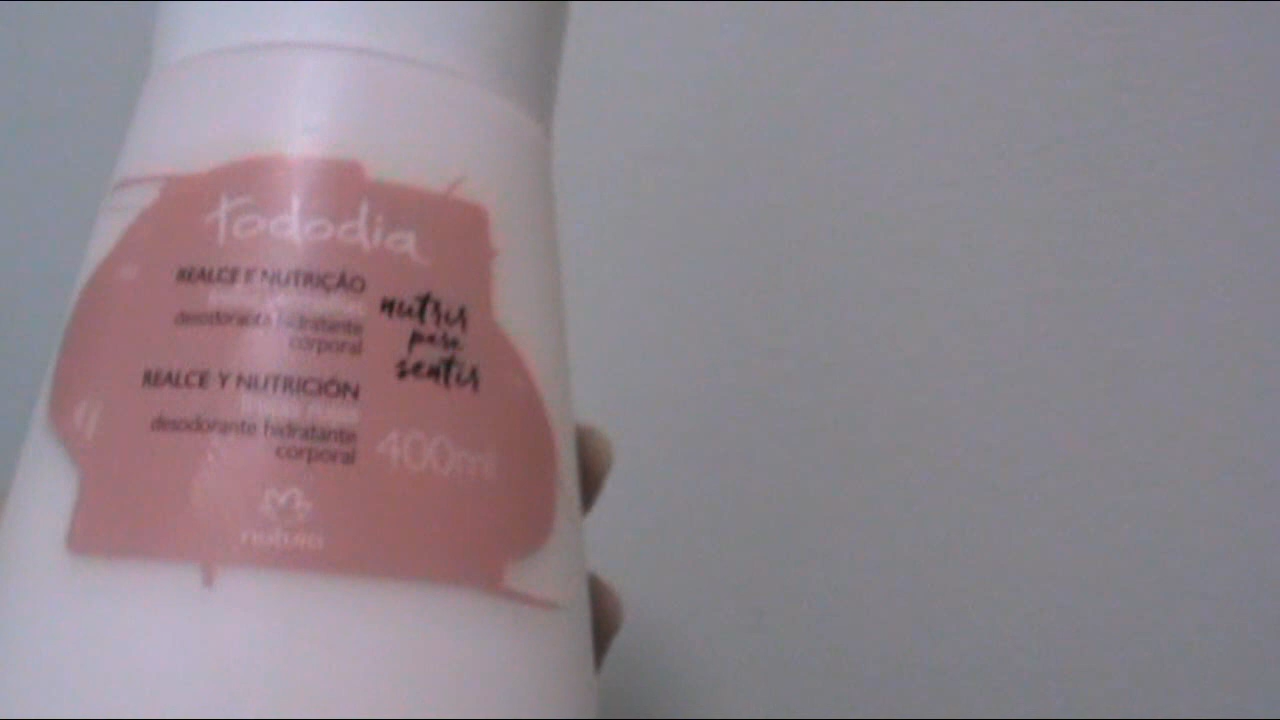 tododia
REALCE E NUTRIÇÃO
desodorante hidratante
corporal
nutrir
para
sentir
REALCE Y NUTRICIÓN
desodorante hidratante
corporal
400ml
natura